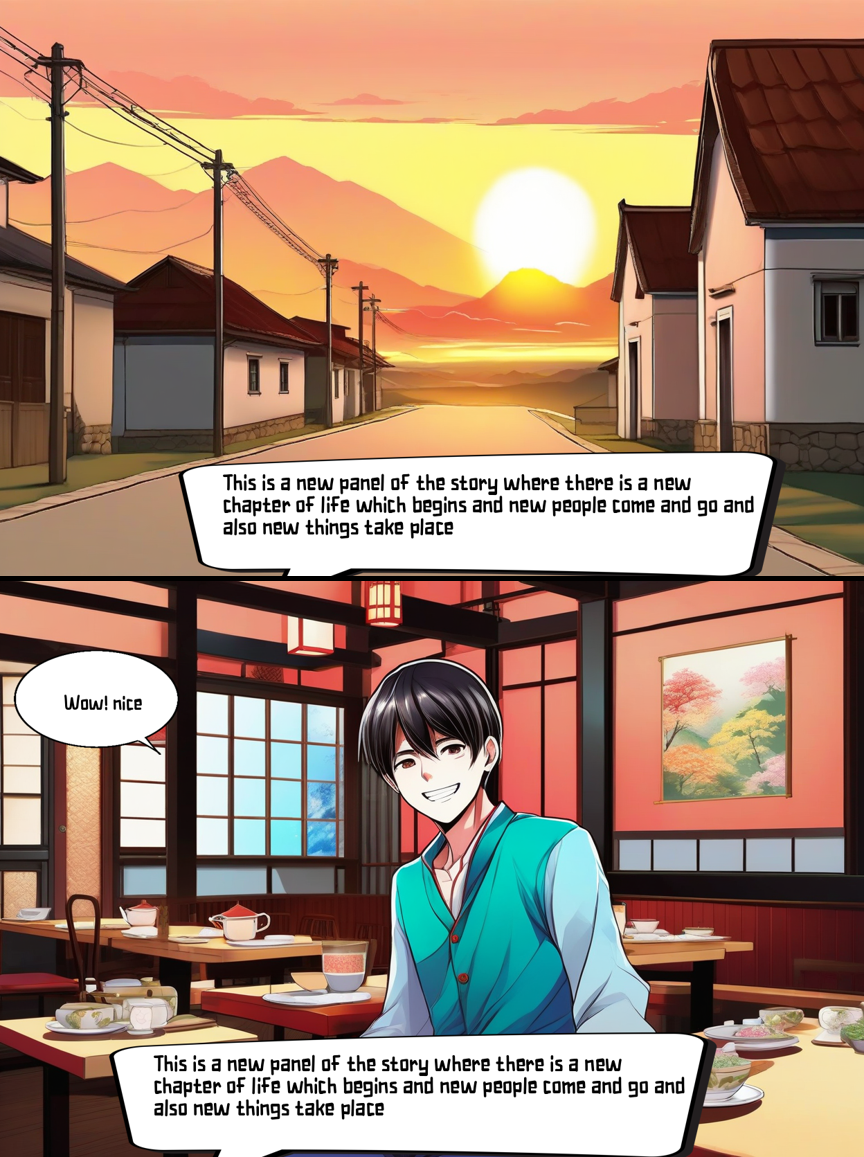 This is a new panel of the story where there is a new
chapter of life which begins and new people come and go and
also new things take place
Wow! nice
This is a new panel of the story where there is a new
chapter of life which begins and new people come and go and
also new things take place